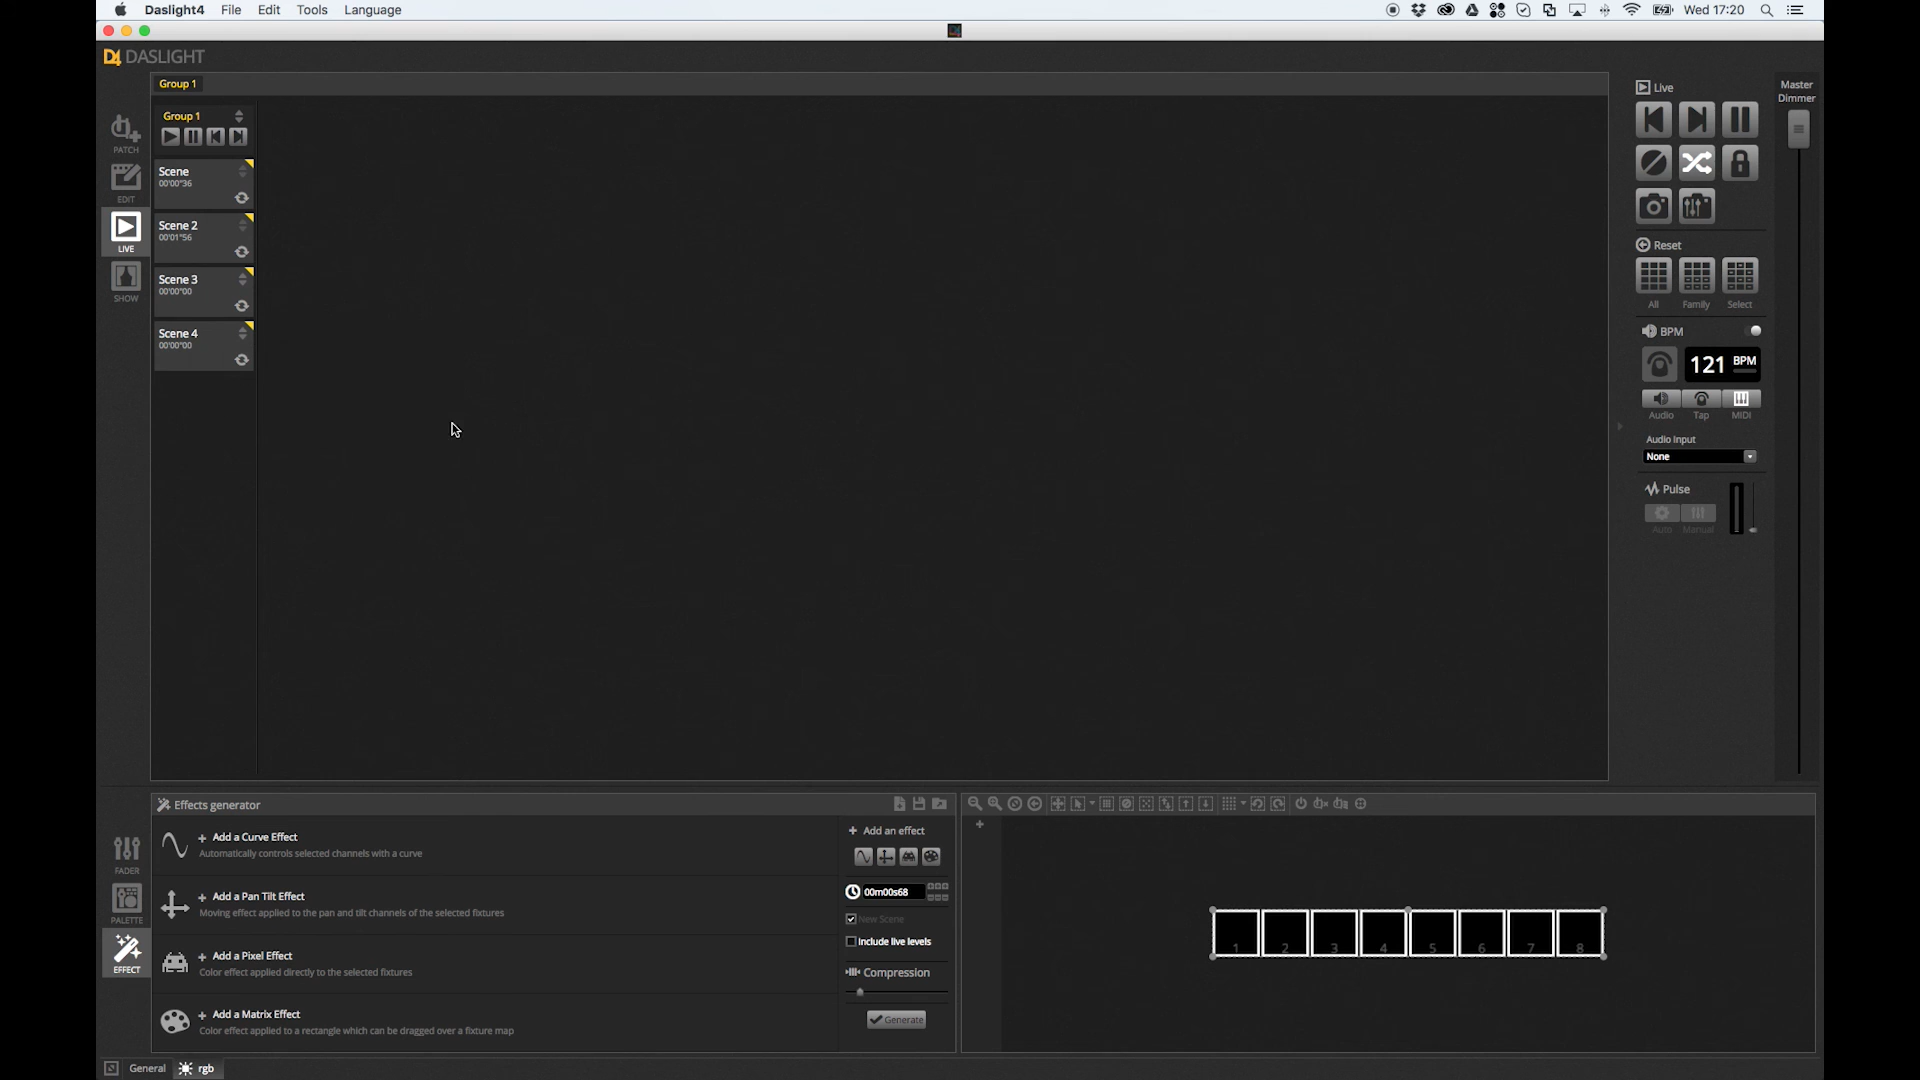 Daslight4 File Edit Tools Language Wed 17:20
D4 DASLIGHT
Group 1
Group 1
Scene
00'00"36
Scene 2
00'01"56
Scene 3
00'00"00
Scene 4
00'00"00
PATCH
EDIT
LIVE
SHOW
Live
Reset
All Family Select
BPM
121 BPM
Audio Tap MIDI
Audio Input
None
Pulse
Auto Manual
Master
Dimmer
FADER
PALETTE
EFFECT
Effects generator
+ Add a Curve Effect
Automatically controls selected channels with a curve
+ Add a Pan Tilt Effect
Moving effect applied to the pan and tilt channels of the selected fixtures
+ Add a Pixel Effect
Color effect applied directly to the selected fixtures
+ Add a Matrix Effect
Color effect applied to a rectangle which can be dragged over a fixture map
+ Add an effect
00m00s68
New Scene
Include live levels
Compression
Generate
1 2 3 4 5 6 7 8
General rgb